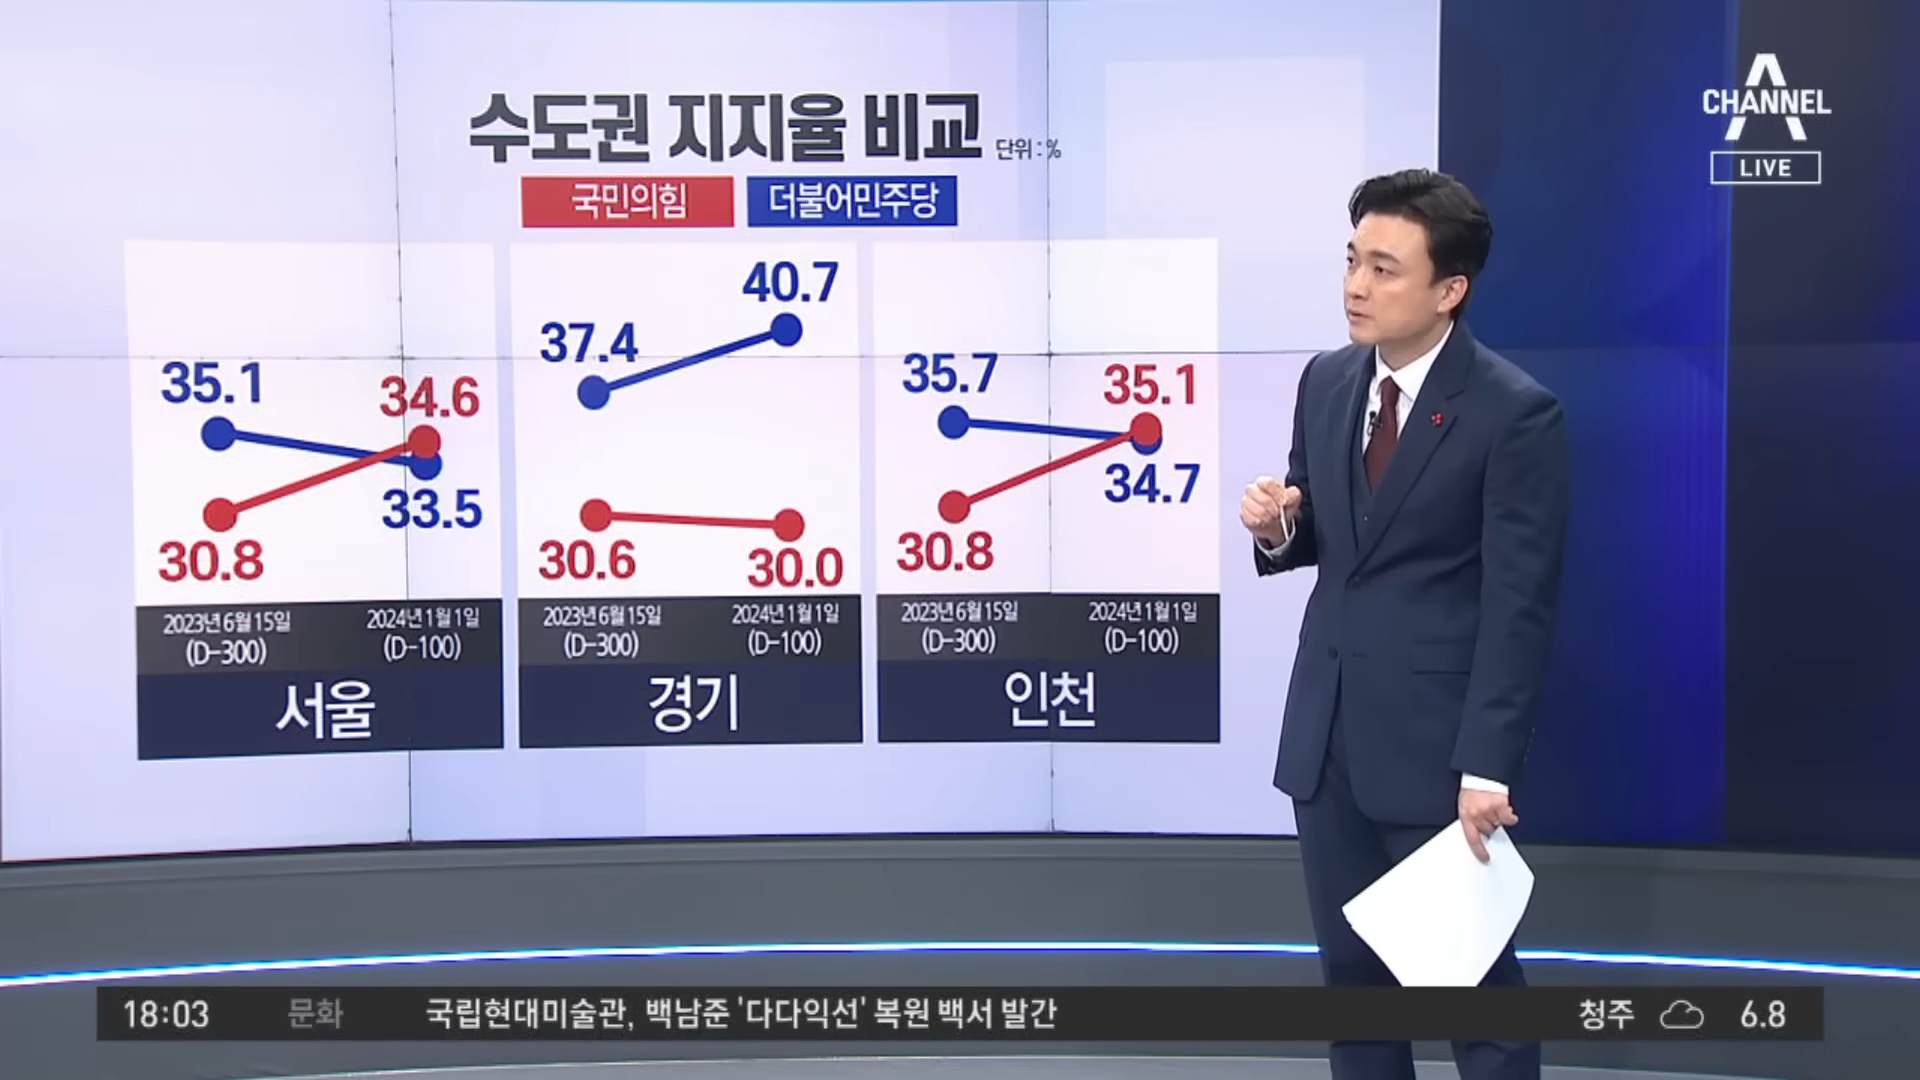 수도권 지지율 비교 단위 : %
국민의힘 더불어민주당
35.1
34.6
30.8
33.5
2023년 6월 15일 2024년 1월 1일
(D-300) (D-100)
서울
37.4
40.7
30.6
30.0
2023년 6월 15일 2024년 1월 1일
(D-300) (D-100)
경기
35.7
35.1
30.8
34.7
2023년 6월 15일 2024년 1월 1일
(D-300) (D-100)
인천
CHANNEL A
LIVE
18:03 문화 국립현대미술관, 백남준 '다다익선' 복원 백서 발간 청주 6.8